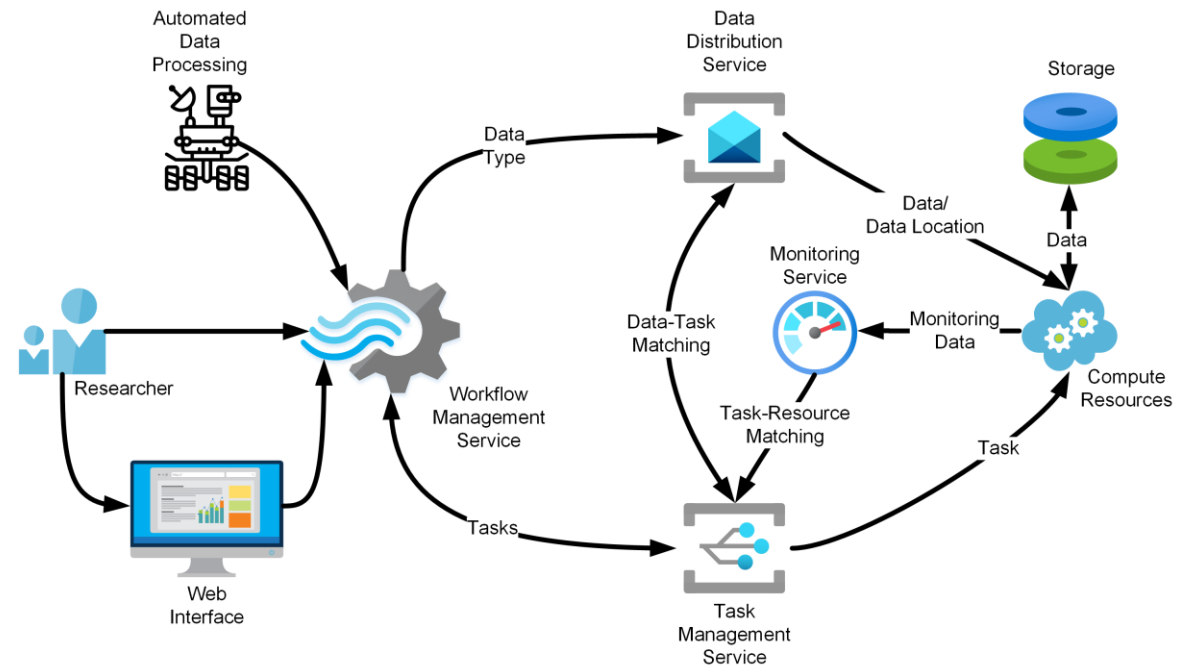 Automated
Data
Processing
Data
Distribution
Service
Storage
Data
Type
Data/
Data Location
Data
Monitoring
Service
Data-Task
Matching
Monitoring
Data
Researcher
Workflow
Management
Service
Compute
Resources
Task-Resource
Matching
Task
Tasks
Web
Interface
Task
Management
Service